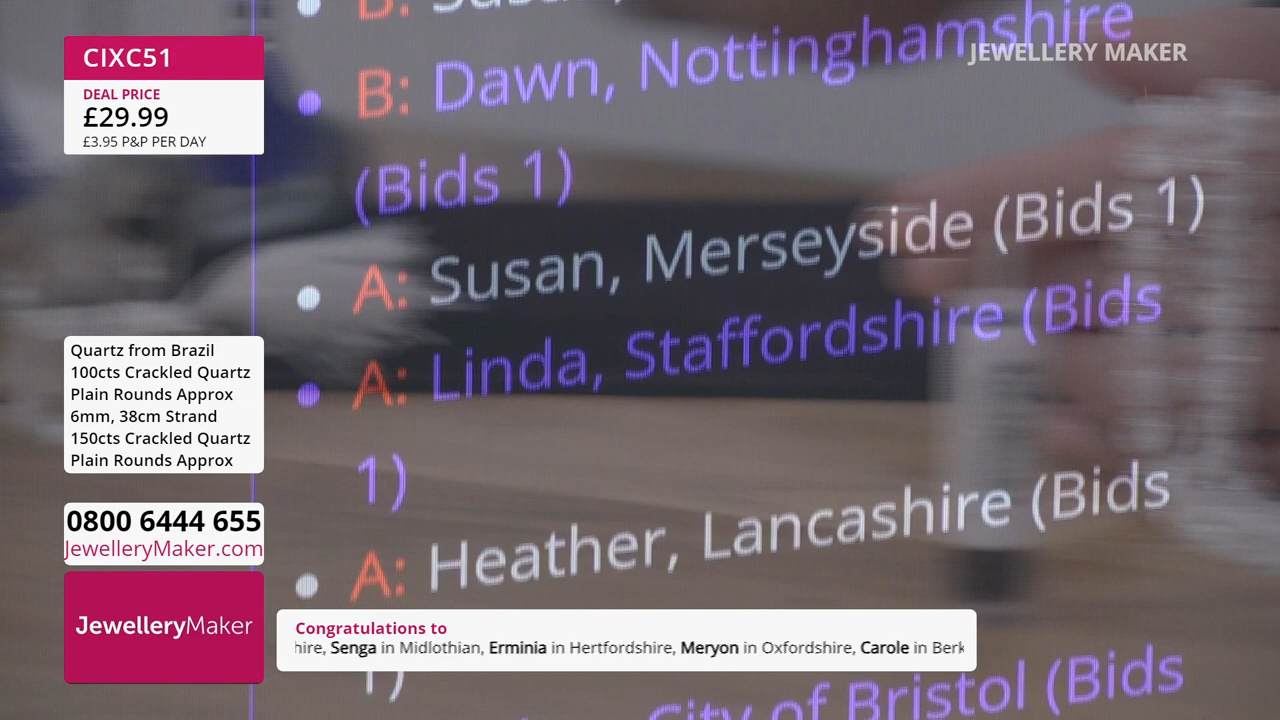 CIXC51
DEAL PRICE
£29.99
£3.95 P&P PER DAY
JEWELLERY MAKER
B:
B: Dawn, Nottinghamshire
(Bids 1)
A: Susan, Merseyside (Bids 1)
A: Linda, Staffordshire (Bids
1)
A: Heather, Lancashire (Bids
1)
City of Bristol (Bids
Quartz from Brazil
100cts Crackled Quartz
Plain Rounds Approx
6mm, 38cm Strand
150cts Crackled Quartz
Plain Rounds Approx
0800 6444 655
JewelleryMaker.com
JewelleryMaker
Congratulations to
hire, Senga in Midlothian, Erminia in Hertfordshire, Meryon in Oxfordshire, Carole in Berk